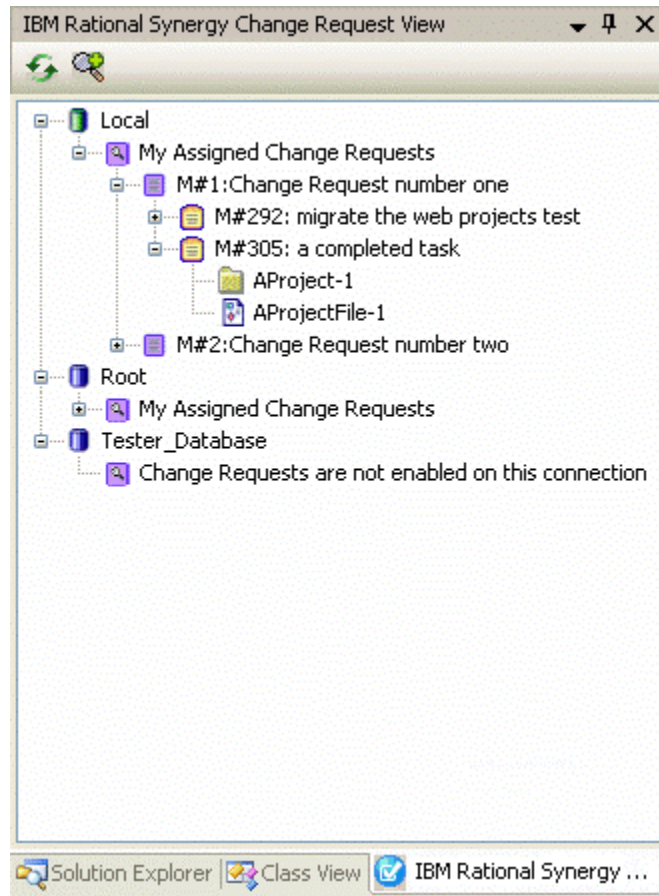 IBM Rational Synergy Change Request View
Local
My Assigned Change Requests
M#1:Change Request number one
M#292: migrate the web projects test
M#305: a completed task
AProject-1
AProjectFile-1
M#2:Change Request number two
Root
My Assigned Change Requests
Tester_Database
Change Requests are not enabled on this connection
Solution Explorer Class View IBM Rational Synergy ...